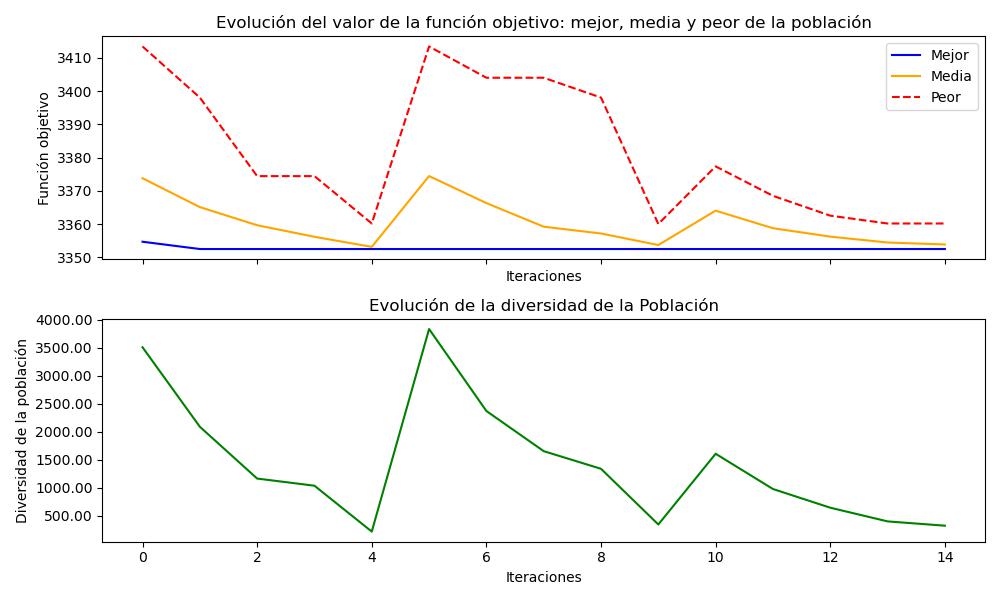 Evolución del valor de la función objetivo: mejor, media y peor de la población
Función objetivo
3410
3400
3390
3380
3370
3360
3350
Mejor
Media
Peor
Iteraciones
Evolución de la diversidad de la Población
Diversidad de la población
4000.00
3500.00
3000.00
2500.00
2000.00
1500.00
1000.00
500.00
0 2 4 6 8 10 12 14
Iteraciones